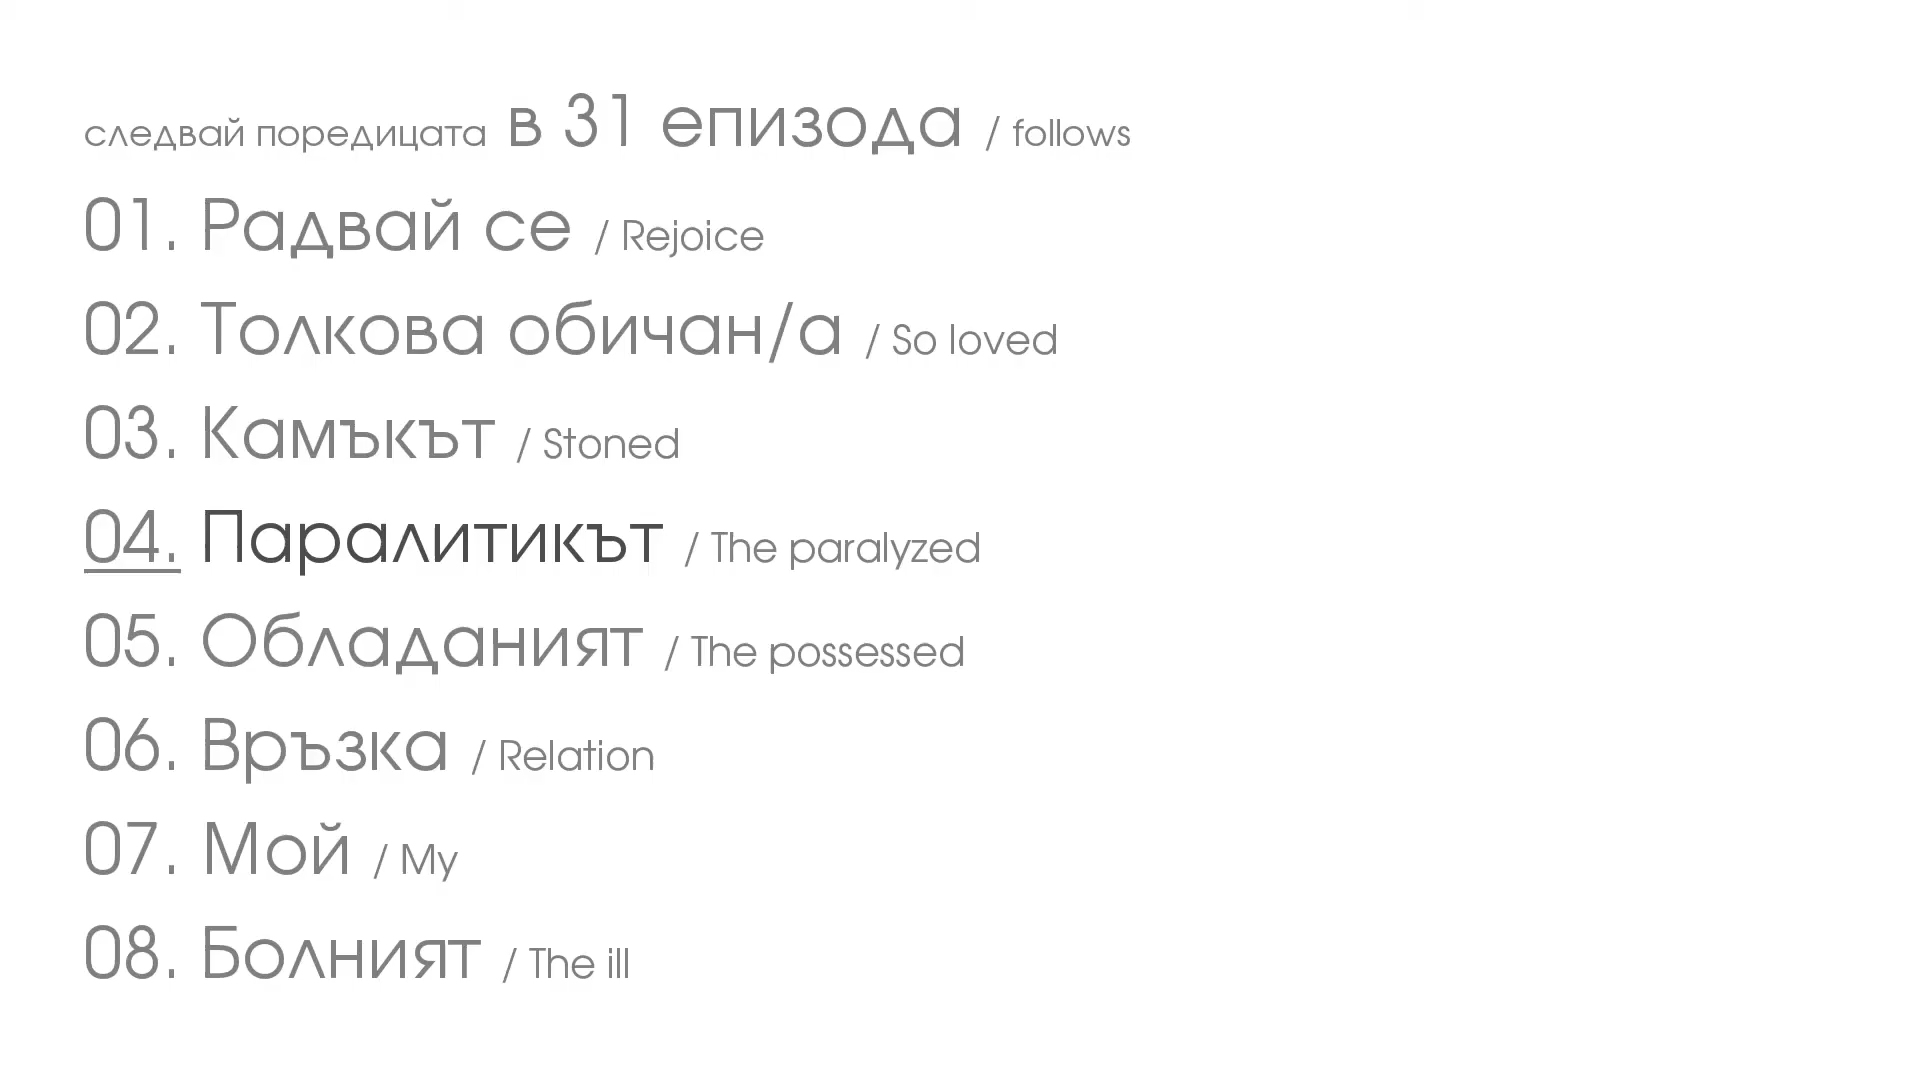 следвай поредицата в 31 епизода / follows
01. Радвай се / Rejoice
02. Толкова обичан/а / So loved
03. Камъкът / Stoned
04. Паралитикът / The paralyzed
05. Обладаният / The possessed
06. Връзка / Relation
07. Мой / My
08. Болният / The ill